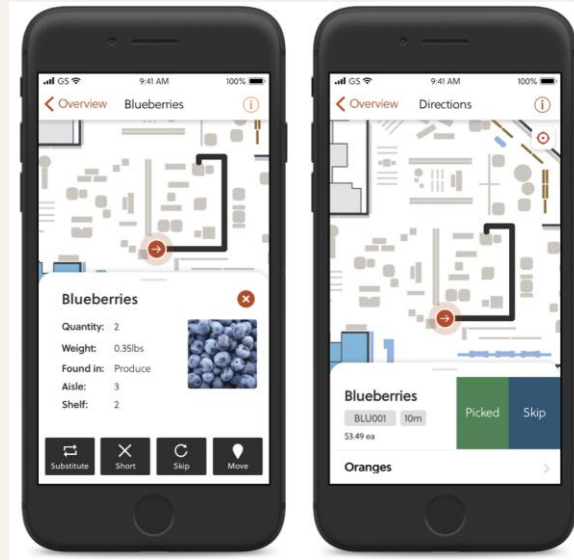 GS 9:41 AM 100%
Overview Blueberries
Blueberries
Quantity: 2
Weight: 0.35lbs
Found in: Produce
Aisle: 3
Shelf: 2
Substitute Short Skip Move
GS 9:41 AM 100%
Overview Directions
Blueberries
BLU001 10m
$3.49 ea
Picked Skip
Oranges